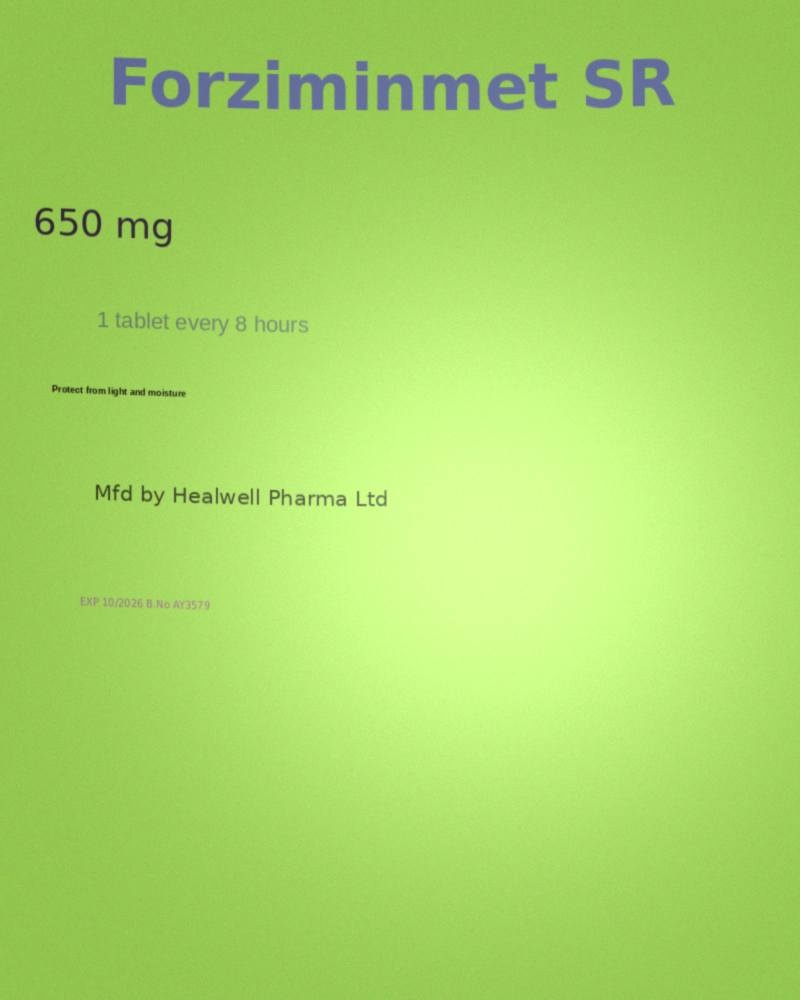 Forziminmet SR
650 mg
1 tablet every 8 hours
Protect from light and moisture
Mfd by Healwell Pharma Ltd
EXP 10/2026 B.No AY3579